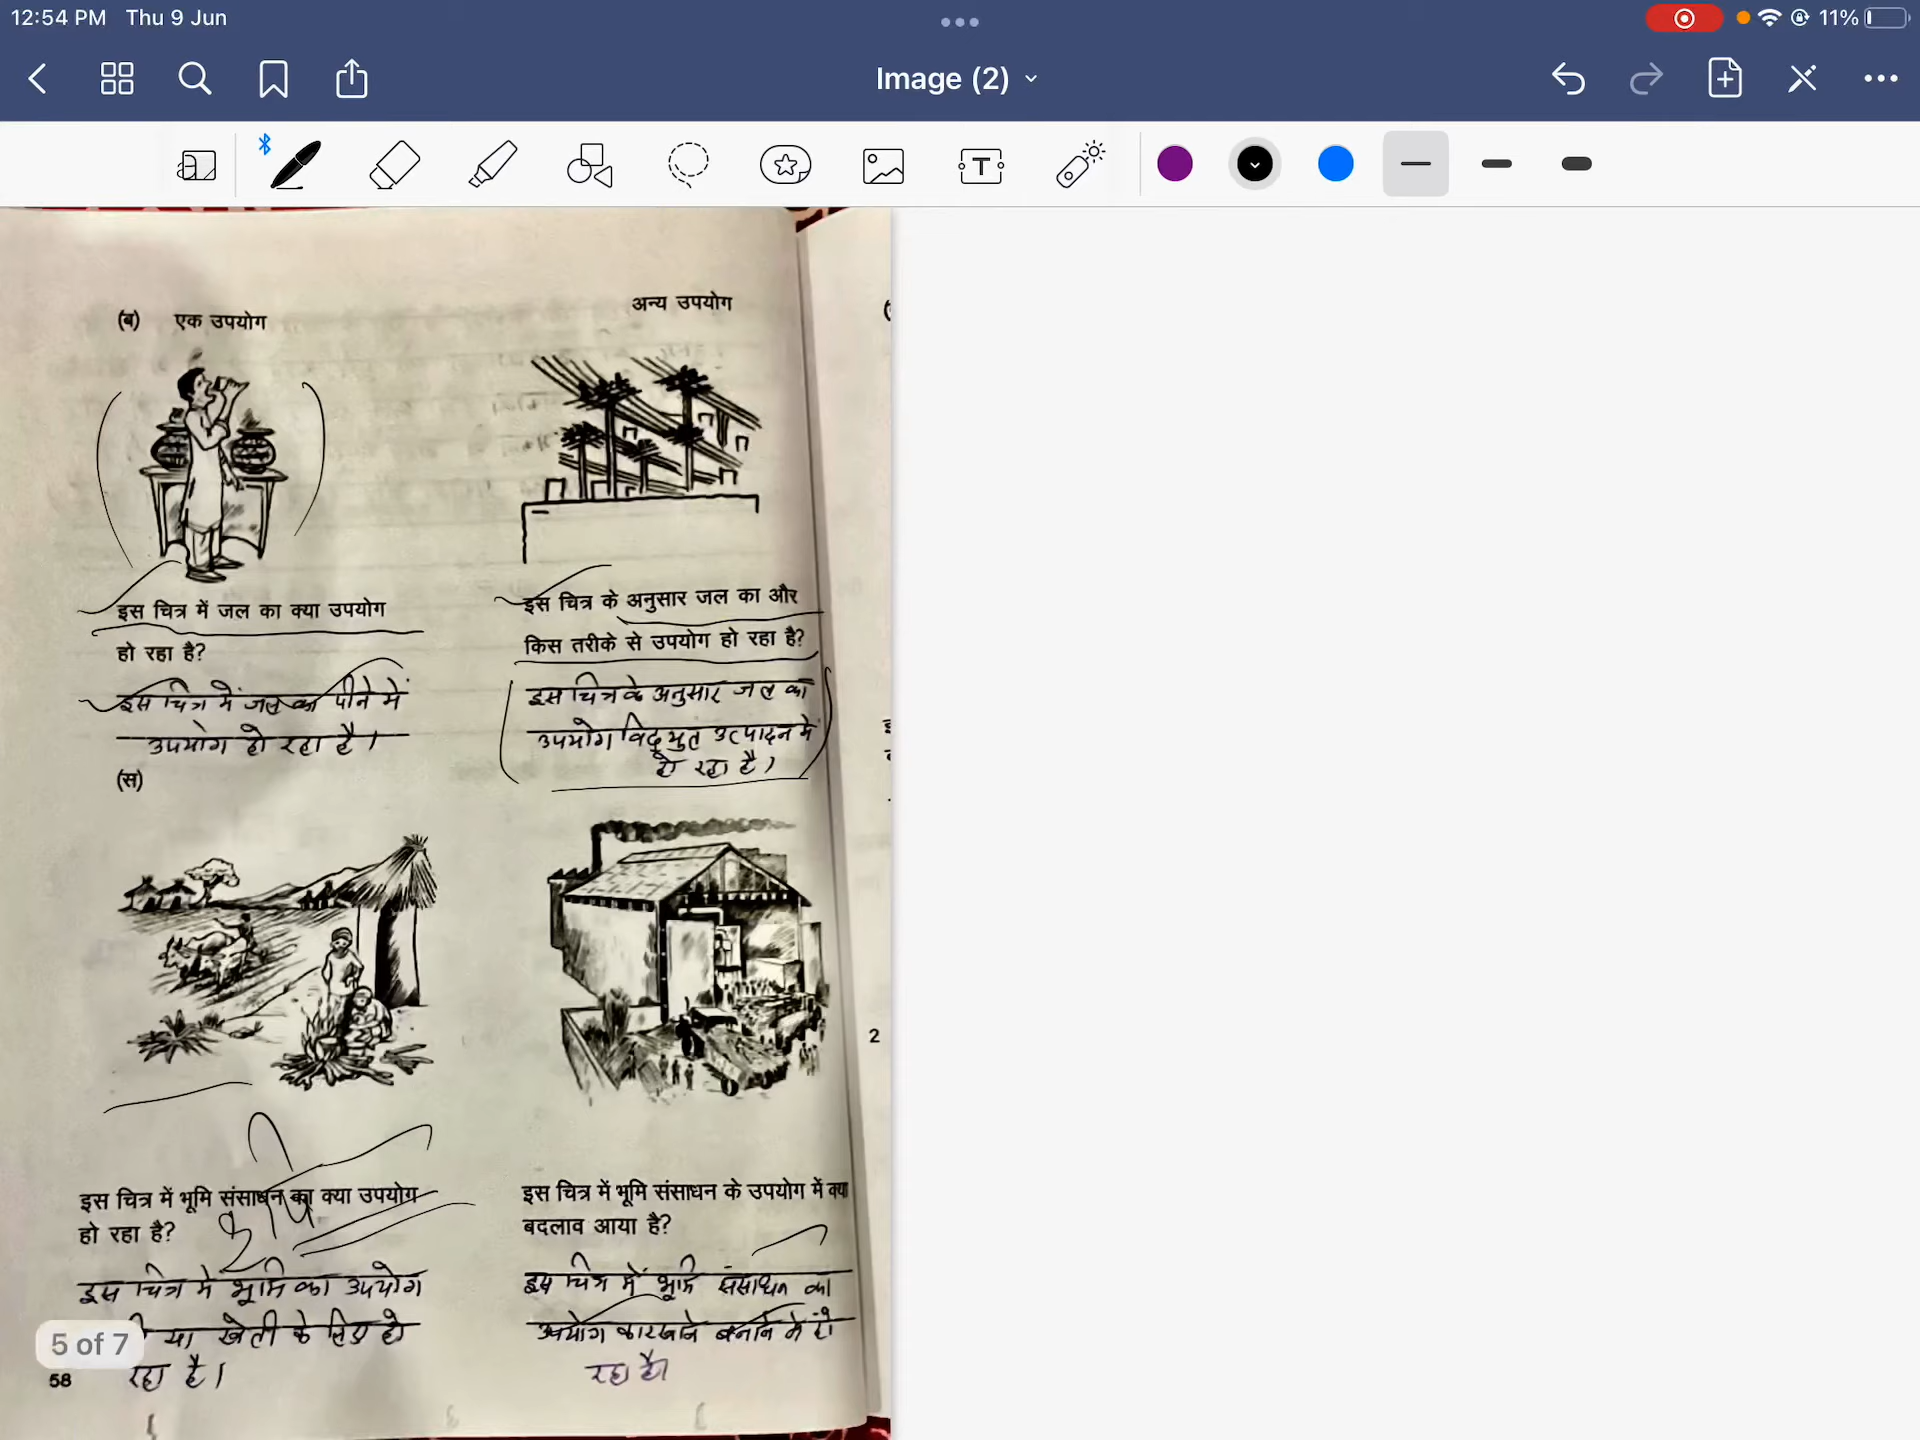 12:54 PM Thu 9 Jun
11%
Image (2)
(ब) एक उपयोग
अन्य उपयोग
इस चित्र में जल का क्या उपयोग
हो रहा है?
इस चित्र में जल का पीने में
उपयोग हो रहा है।
इस चित्र के अनुसार जल का और
किस तरीके से उपयोग हो रहा है?
इस चित्र के अनुसार जल का
उपयोग विद्युत उत्पादन में
हो रहा है।
(स)
इस चित्र में भूमि संसाधन का क्या उपयोग
हो रहा है?
कृषि
इस चित्र मे भूमि का उपयोग
या खेती के लिए हो
रहा है।
इस चित्र में भूमि संसाधन के उपयोग में क्या
बदलाव आया है?
इस चित्र में भूमि संसाधन का
उपयोग कारखाने बनाने मे हो
रहा है।
5 of 7
58
2